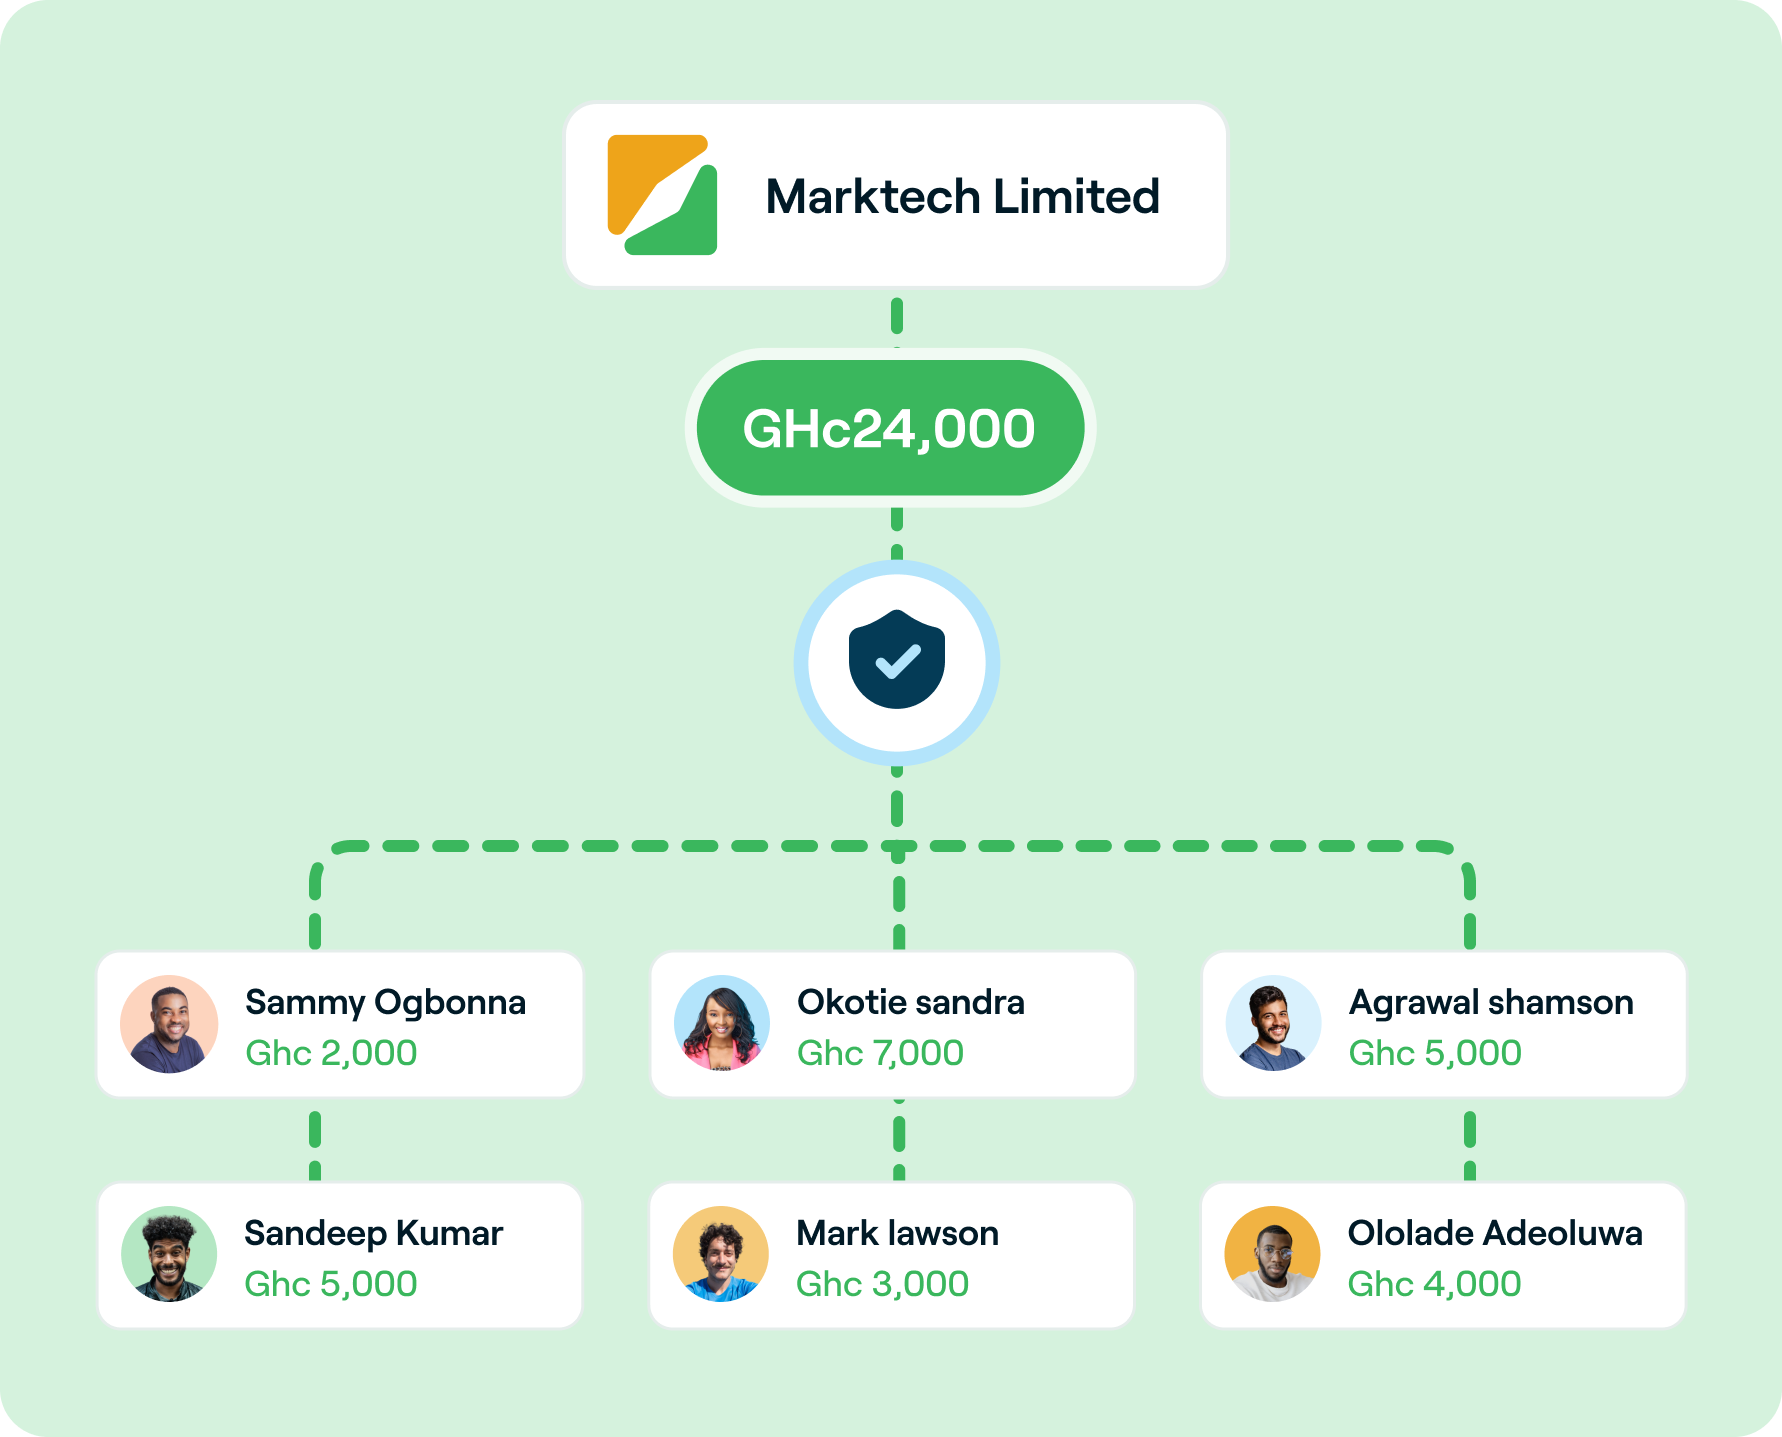 Marktech Limited
GHc24,000
Sammy Ogbonna
Ghc 2,000
Okotie sandra
Ghc 7,000
Agrawal shamson
Ghc 5,000
Sandeep Kumar
Ghc 5,000
Mark lawson
Ghc 3,000
Ololade Adeoluwa
Ghc 4,000